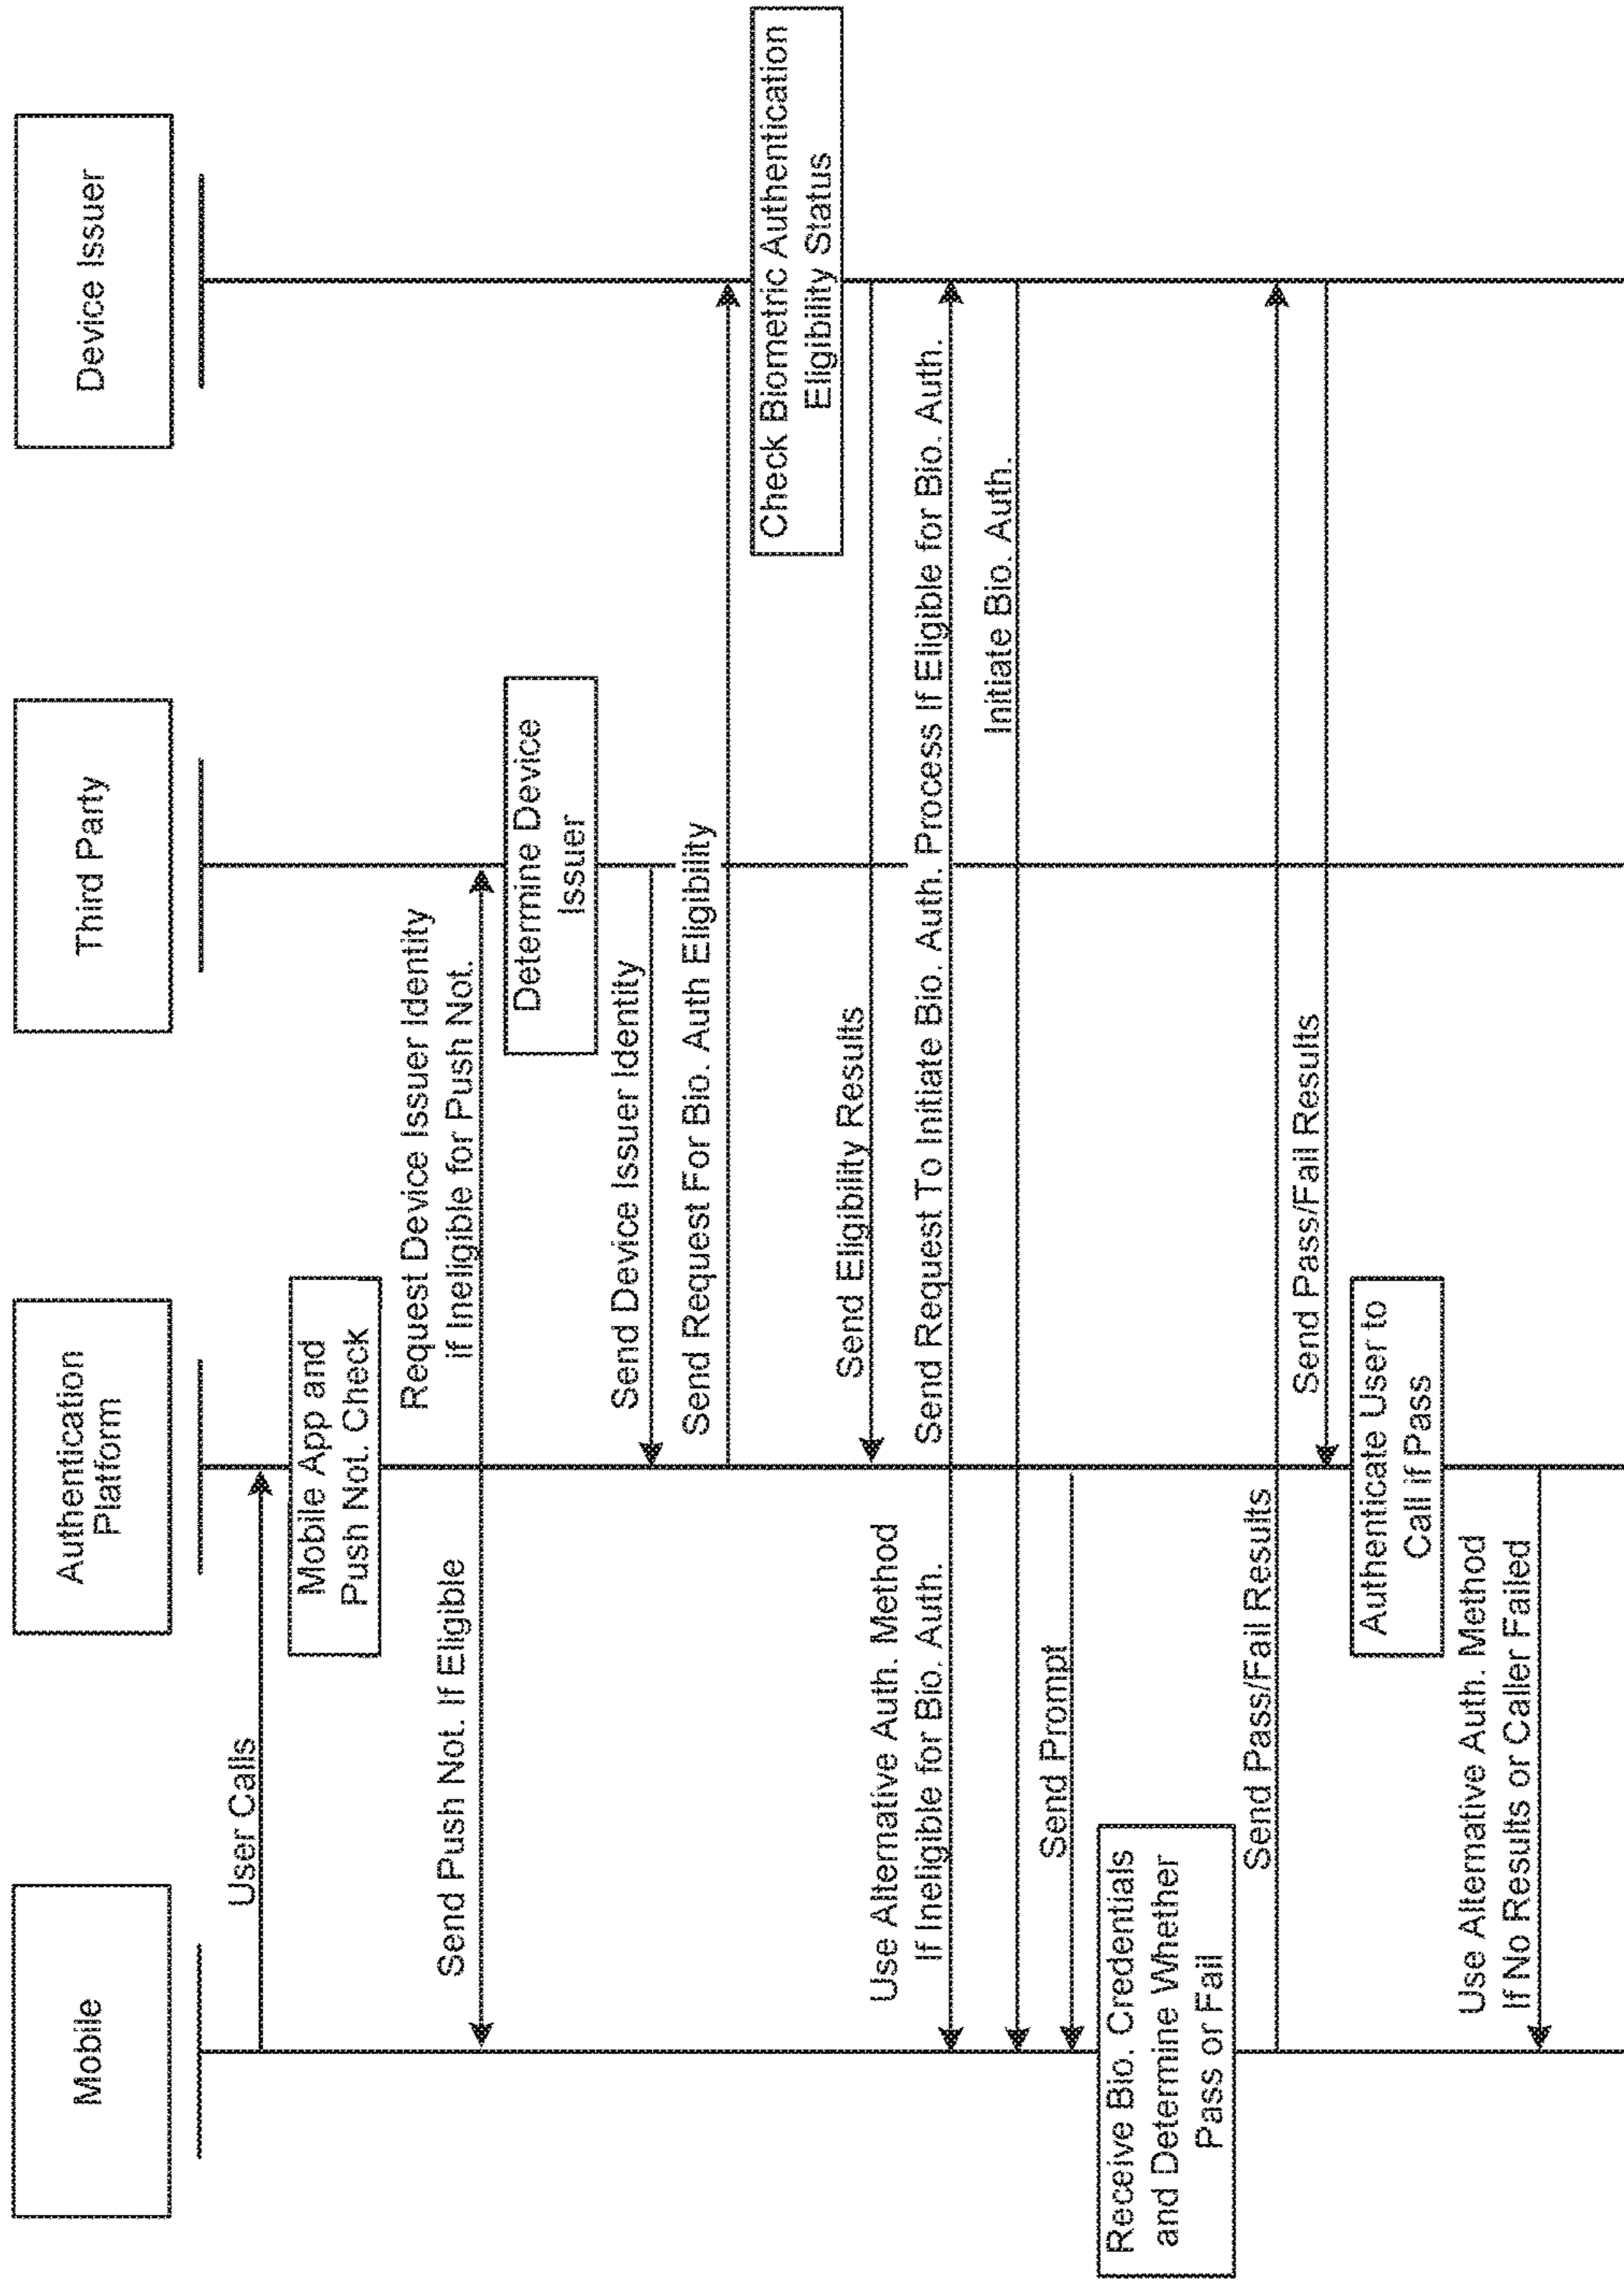 Mobile
Authentication
Platform
Third Party
Device Issuer
User Calls
Mobile App and
Push Not. Check
Send Push Not. If Eligible
Request Device Issuer Identity
if Ineligible for Push Not.
Determine Device
Issuer
Send Device Issuer Identity
Send Request For Bio. Auth Eligibility
Check Biometric Authentication
Eligibility Status
Send Eligibility Results
Use Alternative Auth. Method
If Ineligible for Bio. Auth.
Send Request To Initiate Bio. Auth. Process If Eligible for Bio. Auth.
Initiate Bio. Auth.
Send Prompt
Receive Bio. Credentials
and Determine Whether
Pass or Fail
Send Pass/Fail Results
Send Pass/Fail Results
Authenticate User to
Call if Pass
Use Alternative Auth. Method
If No Results or Caller Failed